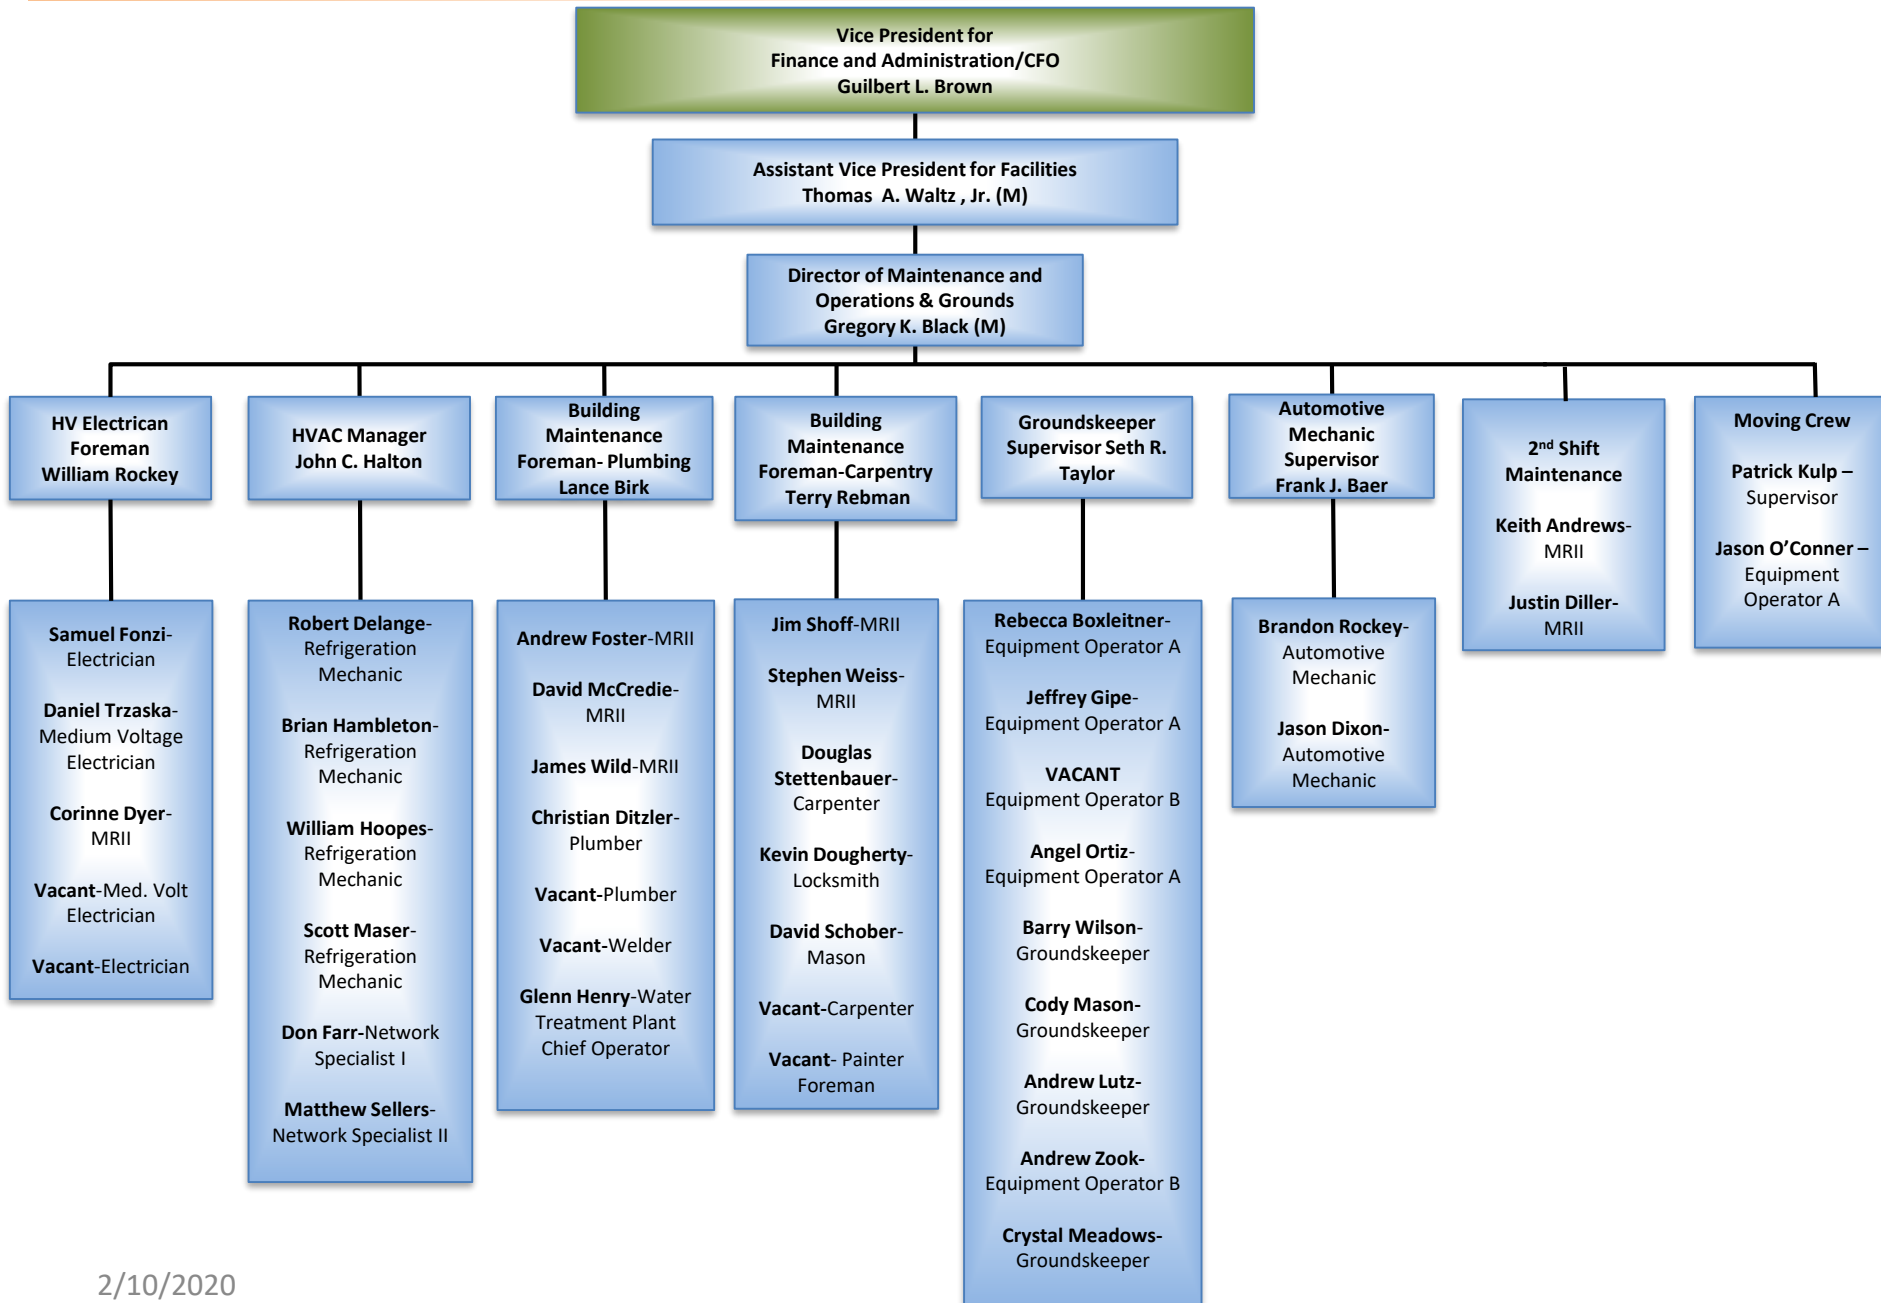 Vice President for
Finance and Administration/CFO
Guilbert L. Brown
Assistant Vice President for Facilities
Thomas A. Waltz , Jr. (M)
Director of Maintenance and
Operations & Grounds
Gregory K. Black (M)
HV Electrican
Foreman
William Rockey
HVAC Manager
John C. Halton
Building
Maintenance
Foreman- Plumbing
Lance Birk
Building
Maintenance
Foreman-Carpentry
Terry Rebman
Groundskeeper
Supervisor Seth R.
Taylor
Automotive
Mechanic
Supervisor
Frank J. Baer
2nd Shift
Maintenance
Keith Andrews-
MRII
Justin Diller-
MRII
Moving Crew
Patrick Kulp –
Supervisor
Jason O’Conner –
Equipment
Operator A
Samuel Fonzi-
Electrician
Daniel Trzaska-
Medium Voltage
Electrician
Corinne Dyer-
MRII
Vacant-Med. Volt
Electrician
Vacant-Electrician
Robert Delange-
Refrigeration
Mechanic
Brian Hambleton-
Refrigeration
Mechanic
William Hoopes-
Refrigeration
Mechanic
Scott Maser-
Refrigeration
Mechanic
Don Farr-Network
Specialist I
Matthew Sellers-
Network Specialist II
Andrew Foster-MRII
David McCredie-
MRII
James Wild-MRII
Christian Ditzler-
Plumber
Vacant-Plumber
Vacant-Welder
Glenn Henry-Water
Treatment Plant
Chief Operator
Jim Shoff-MRII
Stephen Weiss-
MRII
Douglas
Stettenbauer-
Carpenter
Kevin Dougherty-
Locksmith
David Schober-
Mason
Vacant-Carpenter
Vacant- Painter
Foreman
Rebecca Boxleitner-
Equipment Operator A
Jeffrey Gipe-
Equipment Operator A
VACANT
Equipment Operator B
Angel Ortiz-
Equipment Operator A
Barry Wilson-
Groundskeeper
Cody Mason-
Groundskeeper
Andrew Lutz-
Groundskeeper
Andrew Zook-
Equipment Operator B
Crystal Meadows-
Groundskeeper
Brandon Rockey-
Automotive
Mechanic
Jason Dixon-
Automotive
Mechanic
2/10/2020